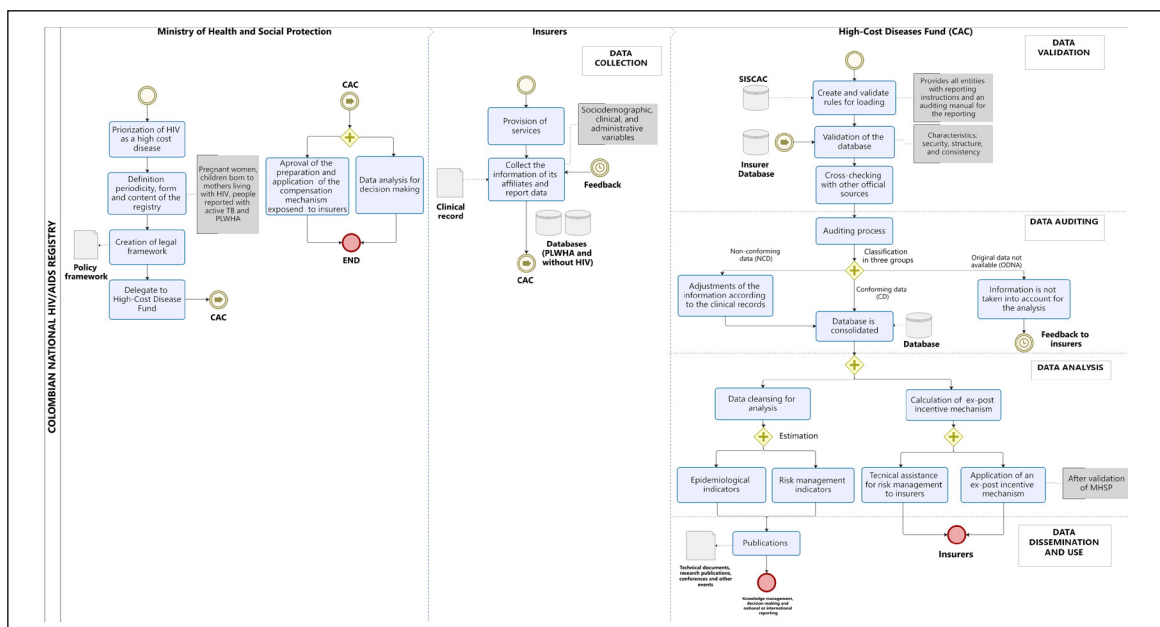 COLOMBIAN NATIONAL HIV/AIDS REGISTRY
Ministry of Health and Social Protection
Priorization of HIV
as a high cost
disease
Definition periodicity, form
and content of the
registry
Pregnant women,
children born to
mothers living
with HIV, people
reported with
active TB and
PLWHA
Creation of legal
framework
Policy
framework
Delegate to
High-Cost Disease
Fund
CAC
CAC
Aproval of the
preparation and
application of the
compensation
mechanism
exposend to insurers
Data analysis for
decision making
END
Insurers
DATA
COLLECTION
Provision of
services
Sociodemographic,
clinical, and
administrative
variables
Collect the
information of its
affiliates and
report data
Clinical
record
Feedback
Databases
(PLWHA and
without HIV)
CAC
High-Cost Diseases Fund (CAC)
DATA
VALIDATION
SISCAC
Create and validate
rules for loading
Provides all entities
with reporting
instructions and an
auditing manual for
the reporting
Insurer
Database
Validation of the
database
Characteristics:
security, structure,
and consistency
Cross-checking
with other official
sources
DATA AUDITING
Auditing process
Non-conforming
data (NCD)
Classification
in three groups
Original data not
available (ODNA)
Adjustments of the
information according
to the clinical records
Conforming data
(CD)
Information is not
taken into account for
the analysis
Database is
consolidated
Database
Feedback to
insurers
DATA ANALYSIS
Data cleansing for
analysis
Calculation of ex-post
incentive mechanism
Estimation
Epidemiological
indicators
Risk management
indicators
Tecnical assistance
for risk management
to insurers
Application of an
ex-post incentive
mechanism
After validation
of MHSP
DATA
DISSEMINATION
AND USE
Publications
Insurers
Technical documents,
research publications,
conferences and other
events
Knowledge management,
decision-making and
national or international
reporting